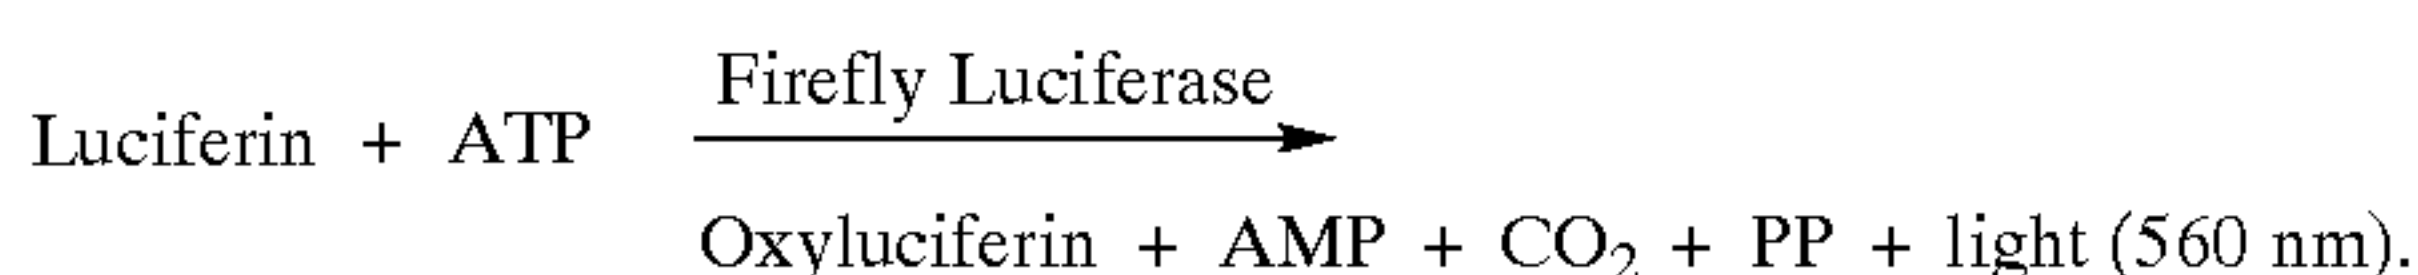 Firefly Luciferase
Luciferin + ATP
Oxyluciferin + AMP + CO₂ + PP + light (560 nm).